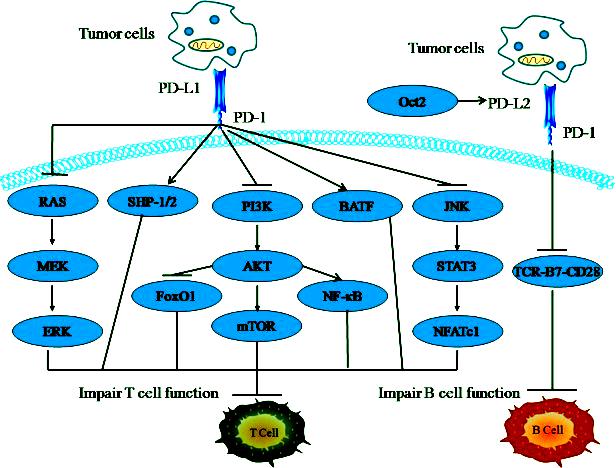 Tumor cells
Tumor cells
PD-L1
Oct2
PD-L2
PD-1
PD-1
RAS
SHP-1/2
PI3K
BATF
JNK
MEK
AKT
STAT3
TCR-B7-CD28
FoxO1
NF-κB
ERK
mTOR
NFATc1
Impair T cell function
Impair B cell function
T Cell
B Cell